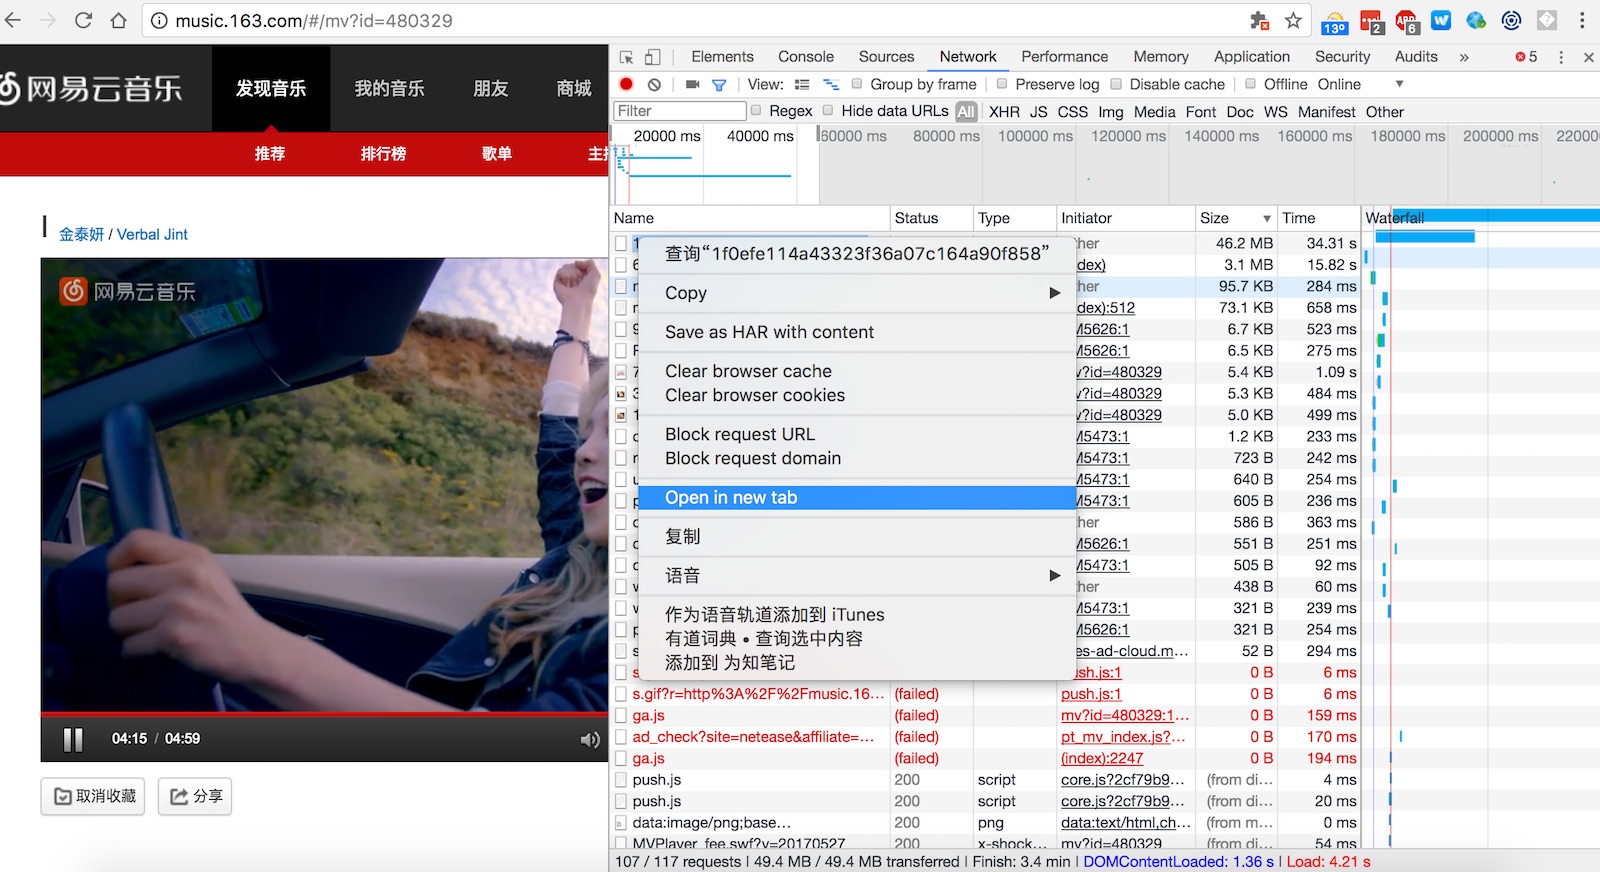 music.163.com/#/mv?id=480329
13º
2
ABP
6
W
网易云音乐
发现音乐
我的音乐
朋友
商城
推荐
排行榜
歌单
金泰妍 / Verbal Jint
网易云音乐
04:15 / 04:59
取消收藏
分享
Elements Console Sources Network Performance Memory Application Security Audits » 5
View: Group by frame Preserve log Disable cache Offline Online
Filter Regex Hide data URLs All XHR JS CSS Img Media Font Doc WS Manifest Other
20000 ms 40000 ms 60000 ms 80000 ms 100000 ms 120000 ms 140000 ms 160000 ms 180000 ms 200000 ms 22000
Name Status Type Initiator Size Time Waterfall
1 ther 46.2 MB 34.31 s
6 dex) 3.1 MB 15.82 s
ther 95.7 KB 284 ms
dex):512 73.1 KB 658 ms
9 M5626:1 6.7 KB 523 ms
M5626:1 6.5 KB 275 ms
7 v?id=480329 5.4 KB 1.09 s
3 v?id=480329 5.3 KB 484 ms
1 v?id=480329 5.0 KB 499 ms
M5473:1 1.2 KB 233 ms
M5473:1 723 B 242 ms
M5473:1 640 B 254 ms
M5473:1 605 B 236 ms
ther 586 B 363 ms
M5626:1 551 B 251 ms
M5473:1 505 B 92 ms
ther 438 B 60 ms
M5473:1 321 B 239 ms
M5626:1 321 B 254 ms
es-ad-cloud.m... 52 B 294 ms
s. ush.js:1 0 B 6 ms
s.gif?r=http%3A%2F%2Fmusic.16... (failed) push.js:1 0 B 6 ms
ga.js (failed) mv?id=480329:1... 0 B 159 ms
ad_check?site=netease&affiliate=... (failed) pt_mv_index.js?... 0 B 170 ms
ga.js (failed) (index):2247 0 B 194 ms
push.js 200 script core.js?2cf79b9... (from di... 4 ms
push.js 200 script core.js?2cf79b9... (from di... 20 ms
data:image/png;base... 200 png data:text/html,ch... (from m... 0 ms
MVPlayer_fee.swf?v=20170527 200 x-shock... mv?id=480329 (from di... 54 ms
107 / 117 requests | 49.4 MB / 49.4 MB transferred | Finish: 3.4 min | DOMContentLoaded: 1.36 s | Load: 4.21 s
查询“1f0efe114a43323f36a07c164a90f858”
Copy
Save as HAR with content
Clear browser cache
Clear browser cookies
Block request URL
Block request domain
Open in new tab
复制
语音
作为语音轨道添加到 iTunes
有道词典 • 查询选中内容
添加到 为知笔记